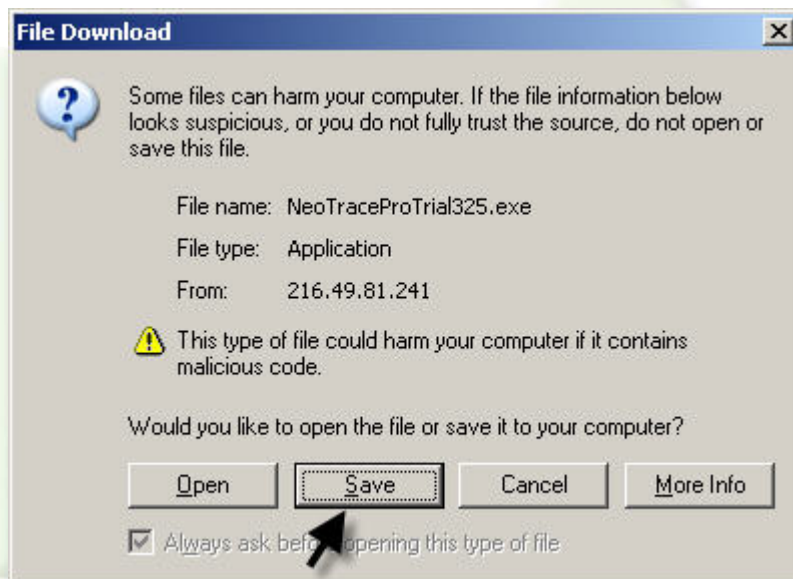 File Download
Some files can harm your computer. If the file information below
looks suspicious, or you do not fully trust the source, do not open or
save this file.
File name: NeoTraceProTrial325.exe
File type: Application
From: 216.49.81.241
This type of file could harm your computer if it contains
malicious code.
Would you like to open the file or save it to your computer?
Open Save Cancel More Info
Always ask before opening this type of file